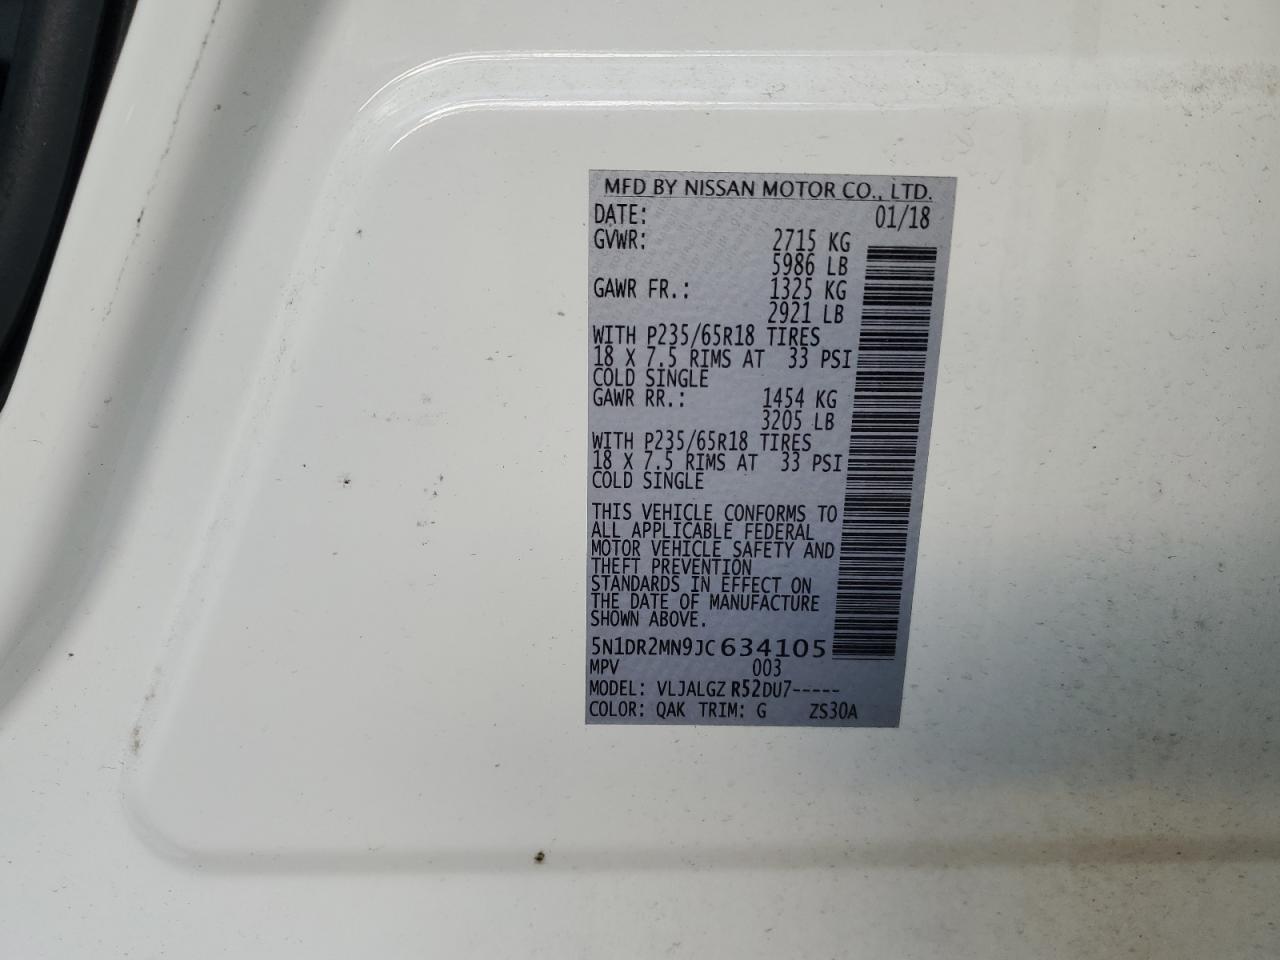 MFD BY NISSAN MOTOR CO., LTD.
DATE: 01/18
GVWR: 2715 KG
5986 LB
GAWR FR.: 1325 KG
2921 LB
WITH P235/65R18 TIRES
18 X 7.5 RIMS AT 33 PSI
COLD SINGLE
GAWR RR.: 1454 KG
3205 LB
WITH P235/65R18 TIRES
18 X 7.5 RIMS AT 33 PSI
COLD SINGLE
THIS VEHICLE CONFORMS TO
ALL APPLICABLE FEDERAL
MOTOR VEHICLE SAFETY AND
THEFT PREVENTION
STANDARDS IN EFFECT ON
THE DATE OF MANUFACTURE
SHOWN ABOVE.
5N1DR2MN9JC634105
MPV 003
MODEL: VLJALGZ R52DU7-----
COLOR: QAK TRIM: G ZS30A